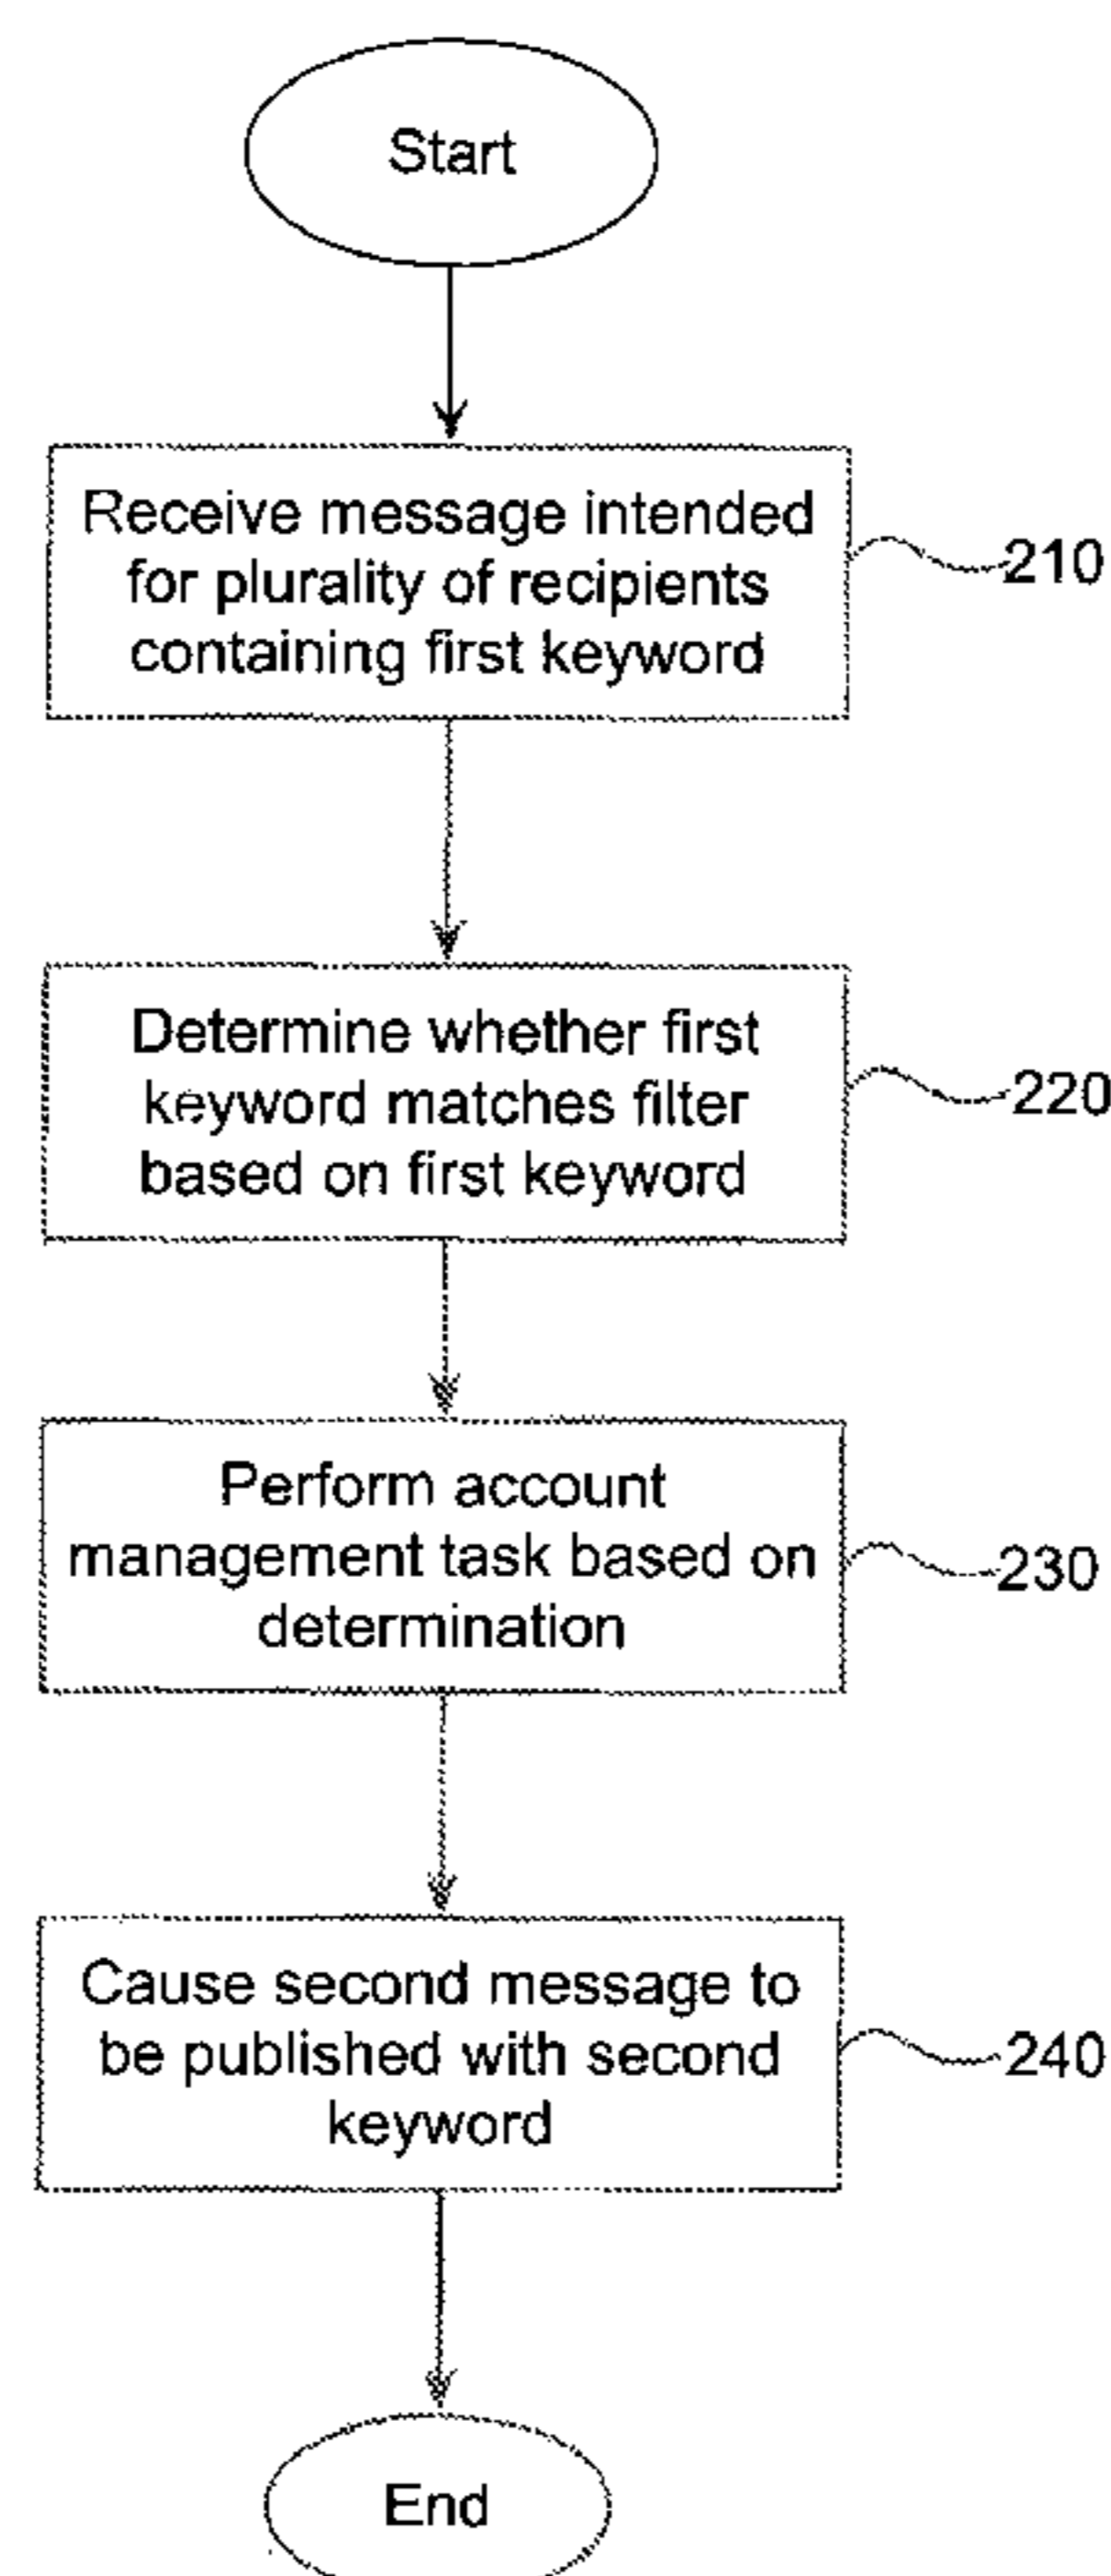 Start
Receive message intended
for plurality of recipients
containing first keyword
210
Determine whether first
keyword matches filter
based on first keyword
220
Perform account
management task based on
determination
230
Cause second message to
be published with second
keyword
240
End